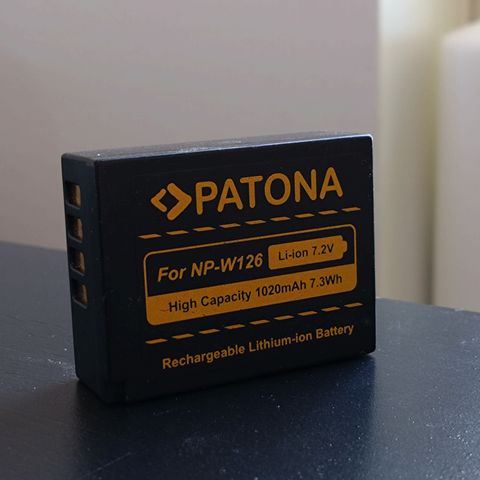 PATONA
For NP-W126 Li-ion 7.2V
High Capacity 1020mAh 7.3Wh
Rechargeable Lithium-ion Battery